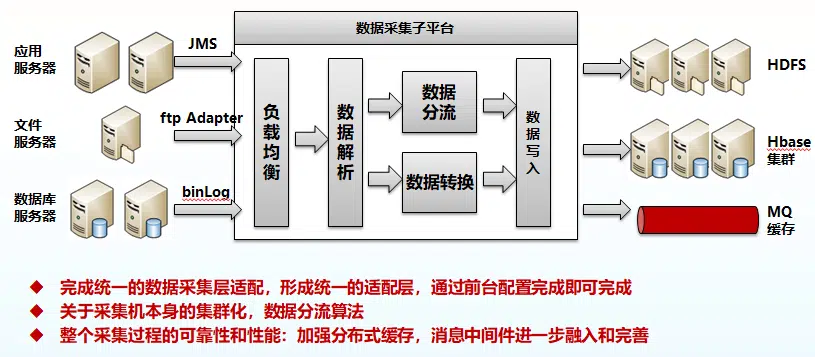 数据采集子平台
应用
服务器
JMS
文件
服务器
ftp Adapter
数据库
服务器
binLog
负载均衡
数据解析
数据
分流
数据转换
数据写入
HDFS
Hbase
集群
MQ
缓存
完成统一的数据采集层适配，形成统一的适配层，通过前台配置完成即可完成
关于采集机本身的集群化，数据分流算法
整个采集过程的可靠性和性能：加强分布式缓存，消息中间件进一步融入和完善